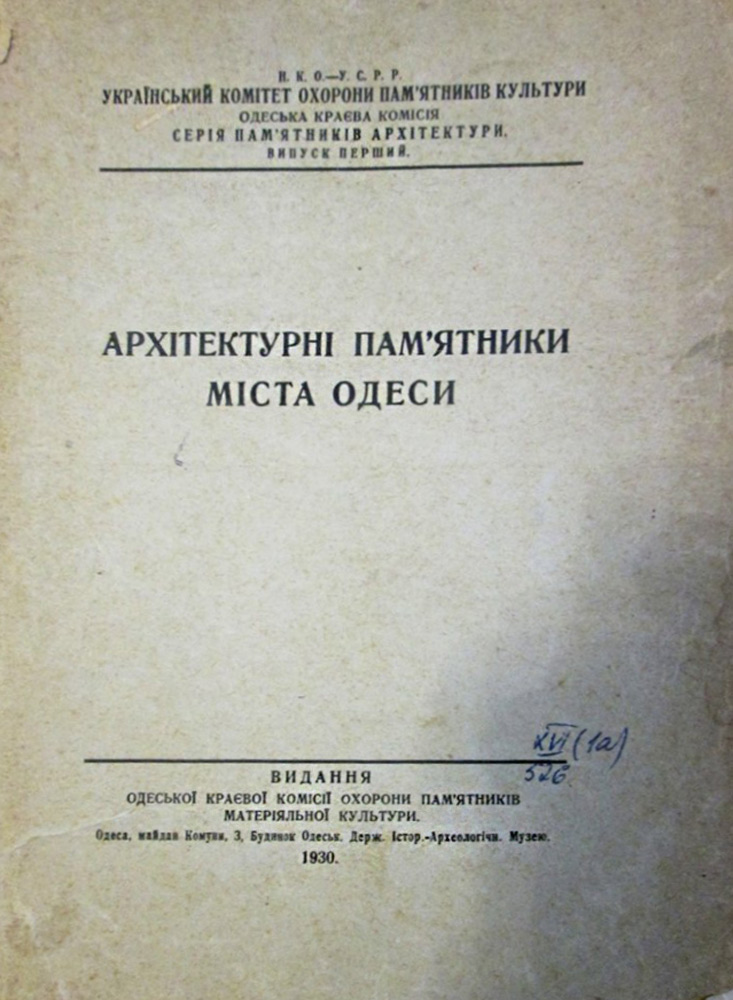 Н. К. О.—У. С. Р. Р.
УКРАЇНСЬКИЙ КОМІТЕТ ОХОРОНИ ПАМ'ЯТНИКІВ КУЛЬТУРИ
ОДЕСЬКА КРАЄВА КОМІСІЯ
СЕРІЯ ПАМ'ЯТНИКІВ АРХІТЕКТУРИ.
ВИПУСК ПЕРШИЙ.
АРХІТЕКТУРНІ ПАМ'ЯТНИКИ
МІСТА ОДЕСИ
XVI (1а)
526
ВИДАННЯ
ОДЕСЬКОЇ КРАЄВОЇ КОМІСІЇ ОХОРОНИ ПАМ'ЯТНИКІВ
МАТЕРІЯЛЬНОЇ КУЛЬТУРИ.
Одеса, майдан Комуни, 3, Будинок Одеськ. Держ. Істор.-Археологічн. Музею.
1930.